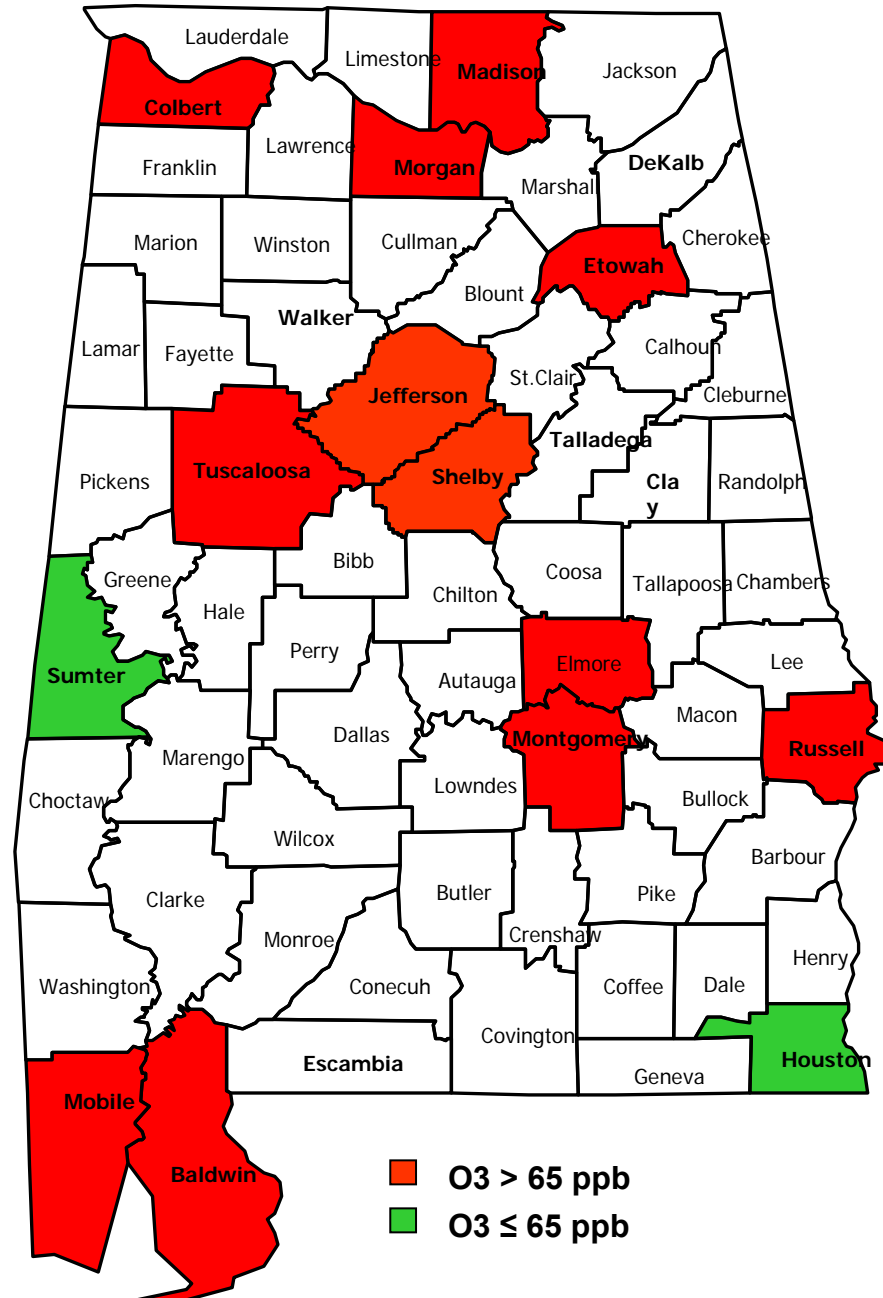 Lauderdale
Limestone
Madison
Jackson
Colbert
Lawrence
Franklin
Morgan
Marshall
DeKalb
Marion
Winston
Cullman
Cherokee
Etowah
Blount
Walker
Lamar
Fayette
Calhoun
St.Clair
Cleburne
Jefferson
Talladega
Pickens
Tuscaloosa
Shelby
Cla
y
Randolph
Greene
Bibb
Coosa
Tallapoosa
Chambers
Hale
Chilton
Perry
Elmore
Lee
Sumter
Autauga
Macon
Dallas
Montgomery
Russell
Marengo
Choctaw
Lowndes
Bullock
Wilcox
Barbour
Clarke
Butler
Pike
Monroe
Crenshaw
Henry
Washington
Conecuh
Coffee
Dale
Covington
Escambia
Houston
Geneva
Mobile
Baldwin
O3 > 65 ppb
O3 ≤ 65 ppb